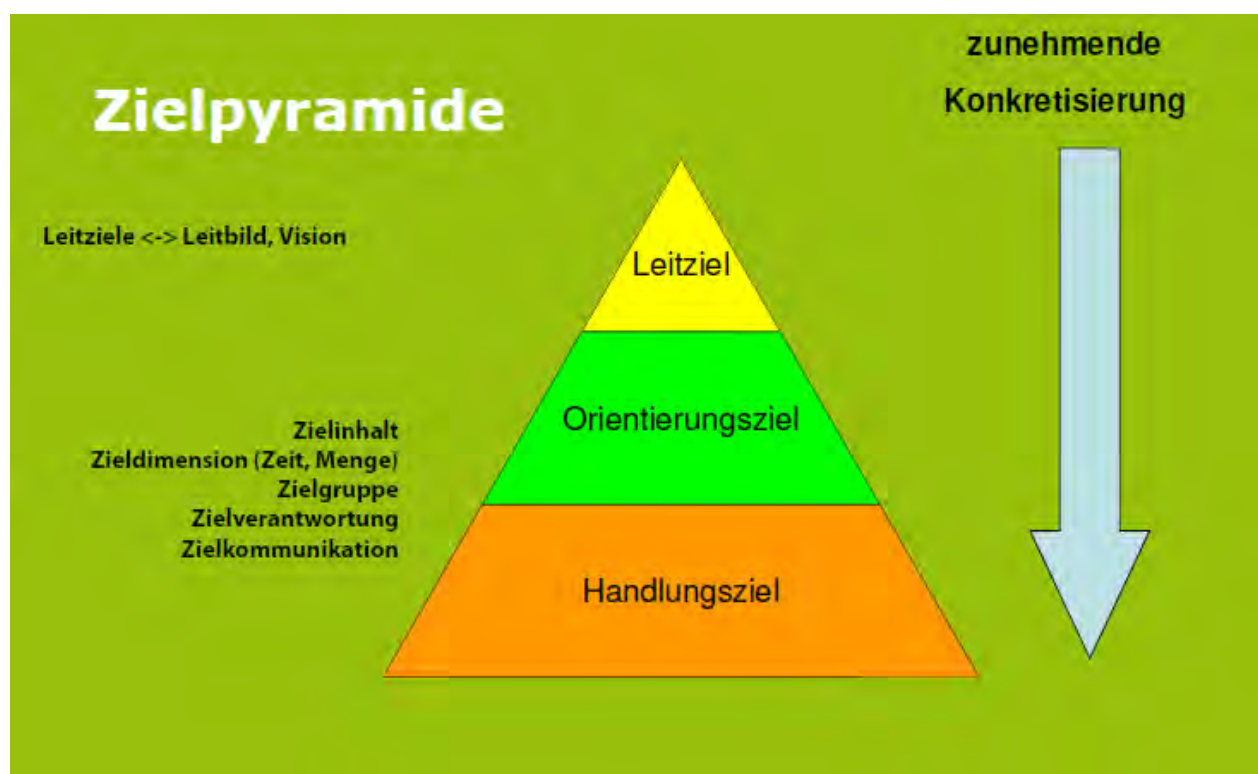 zunehmende
Konkretisierung
Zielpyramide
Leitziele <-> Leitbild, Vision
Leitziel
Orientierungsziel
Zielinhalt
Zieldimension (Zeit, Menge)
Zielgruppe
Zielverantwortung
Zielkommunikation
Handlungsziel